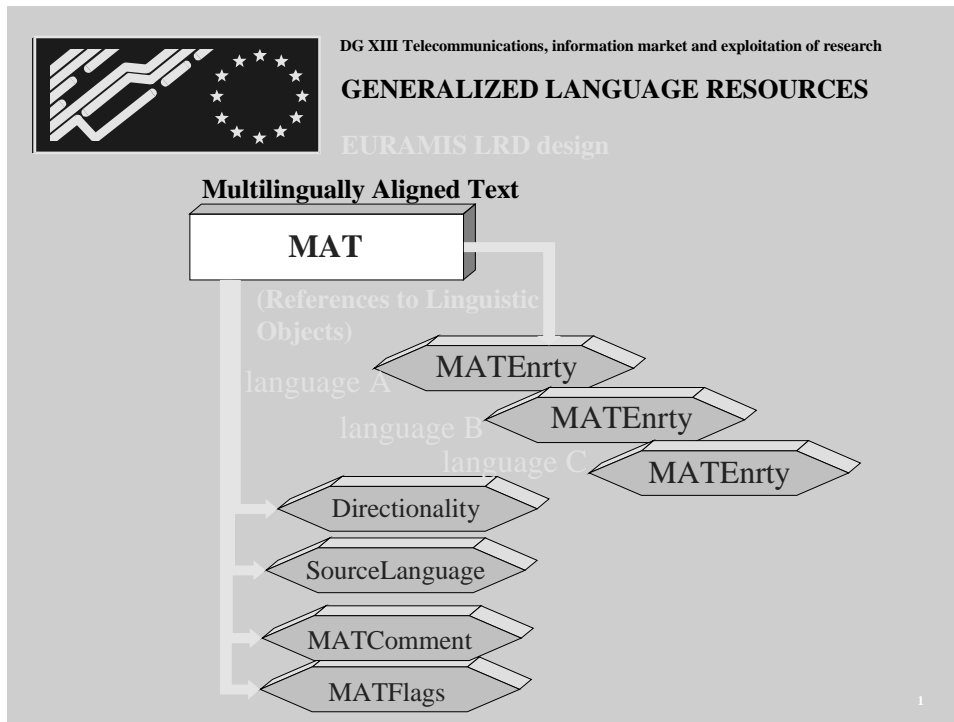 DG XIII Telecommunications, information market and exploitation of research
GENERALIZED LANGUAGE RESOURCES
EURAMIS LRD design
Multilingually Aligned Text
MAT
(References to Linguistic
Objects)
MATEnrty
language A
MATEnrty
language B
language C
MATEnrty
Directionality
SourceLanguage
MATComment
MATFlags
1